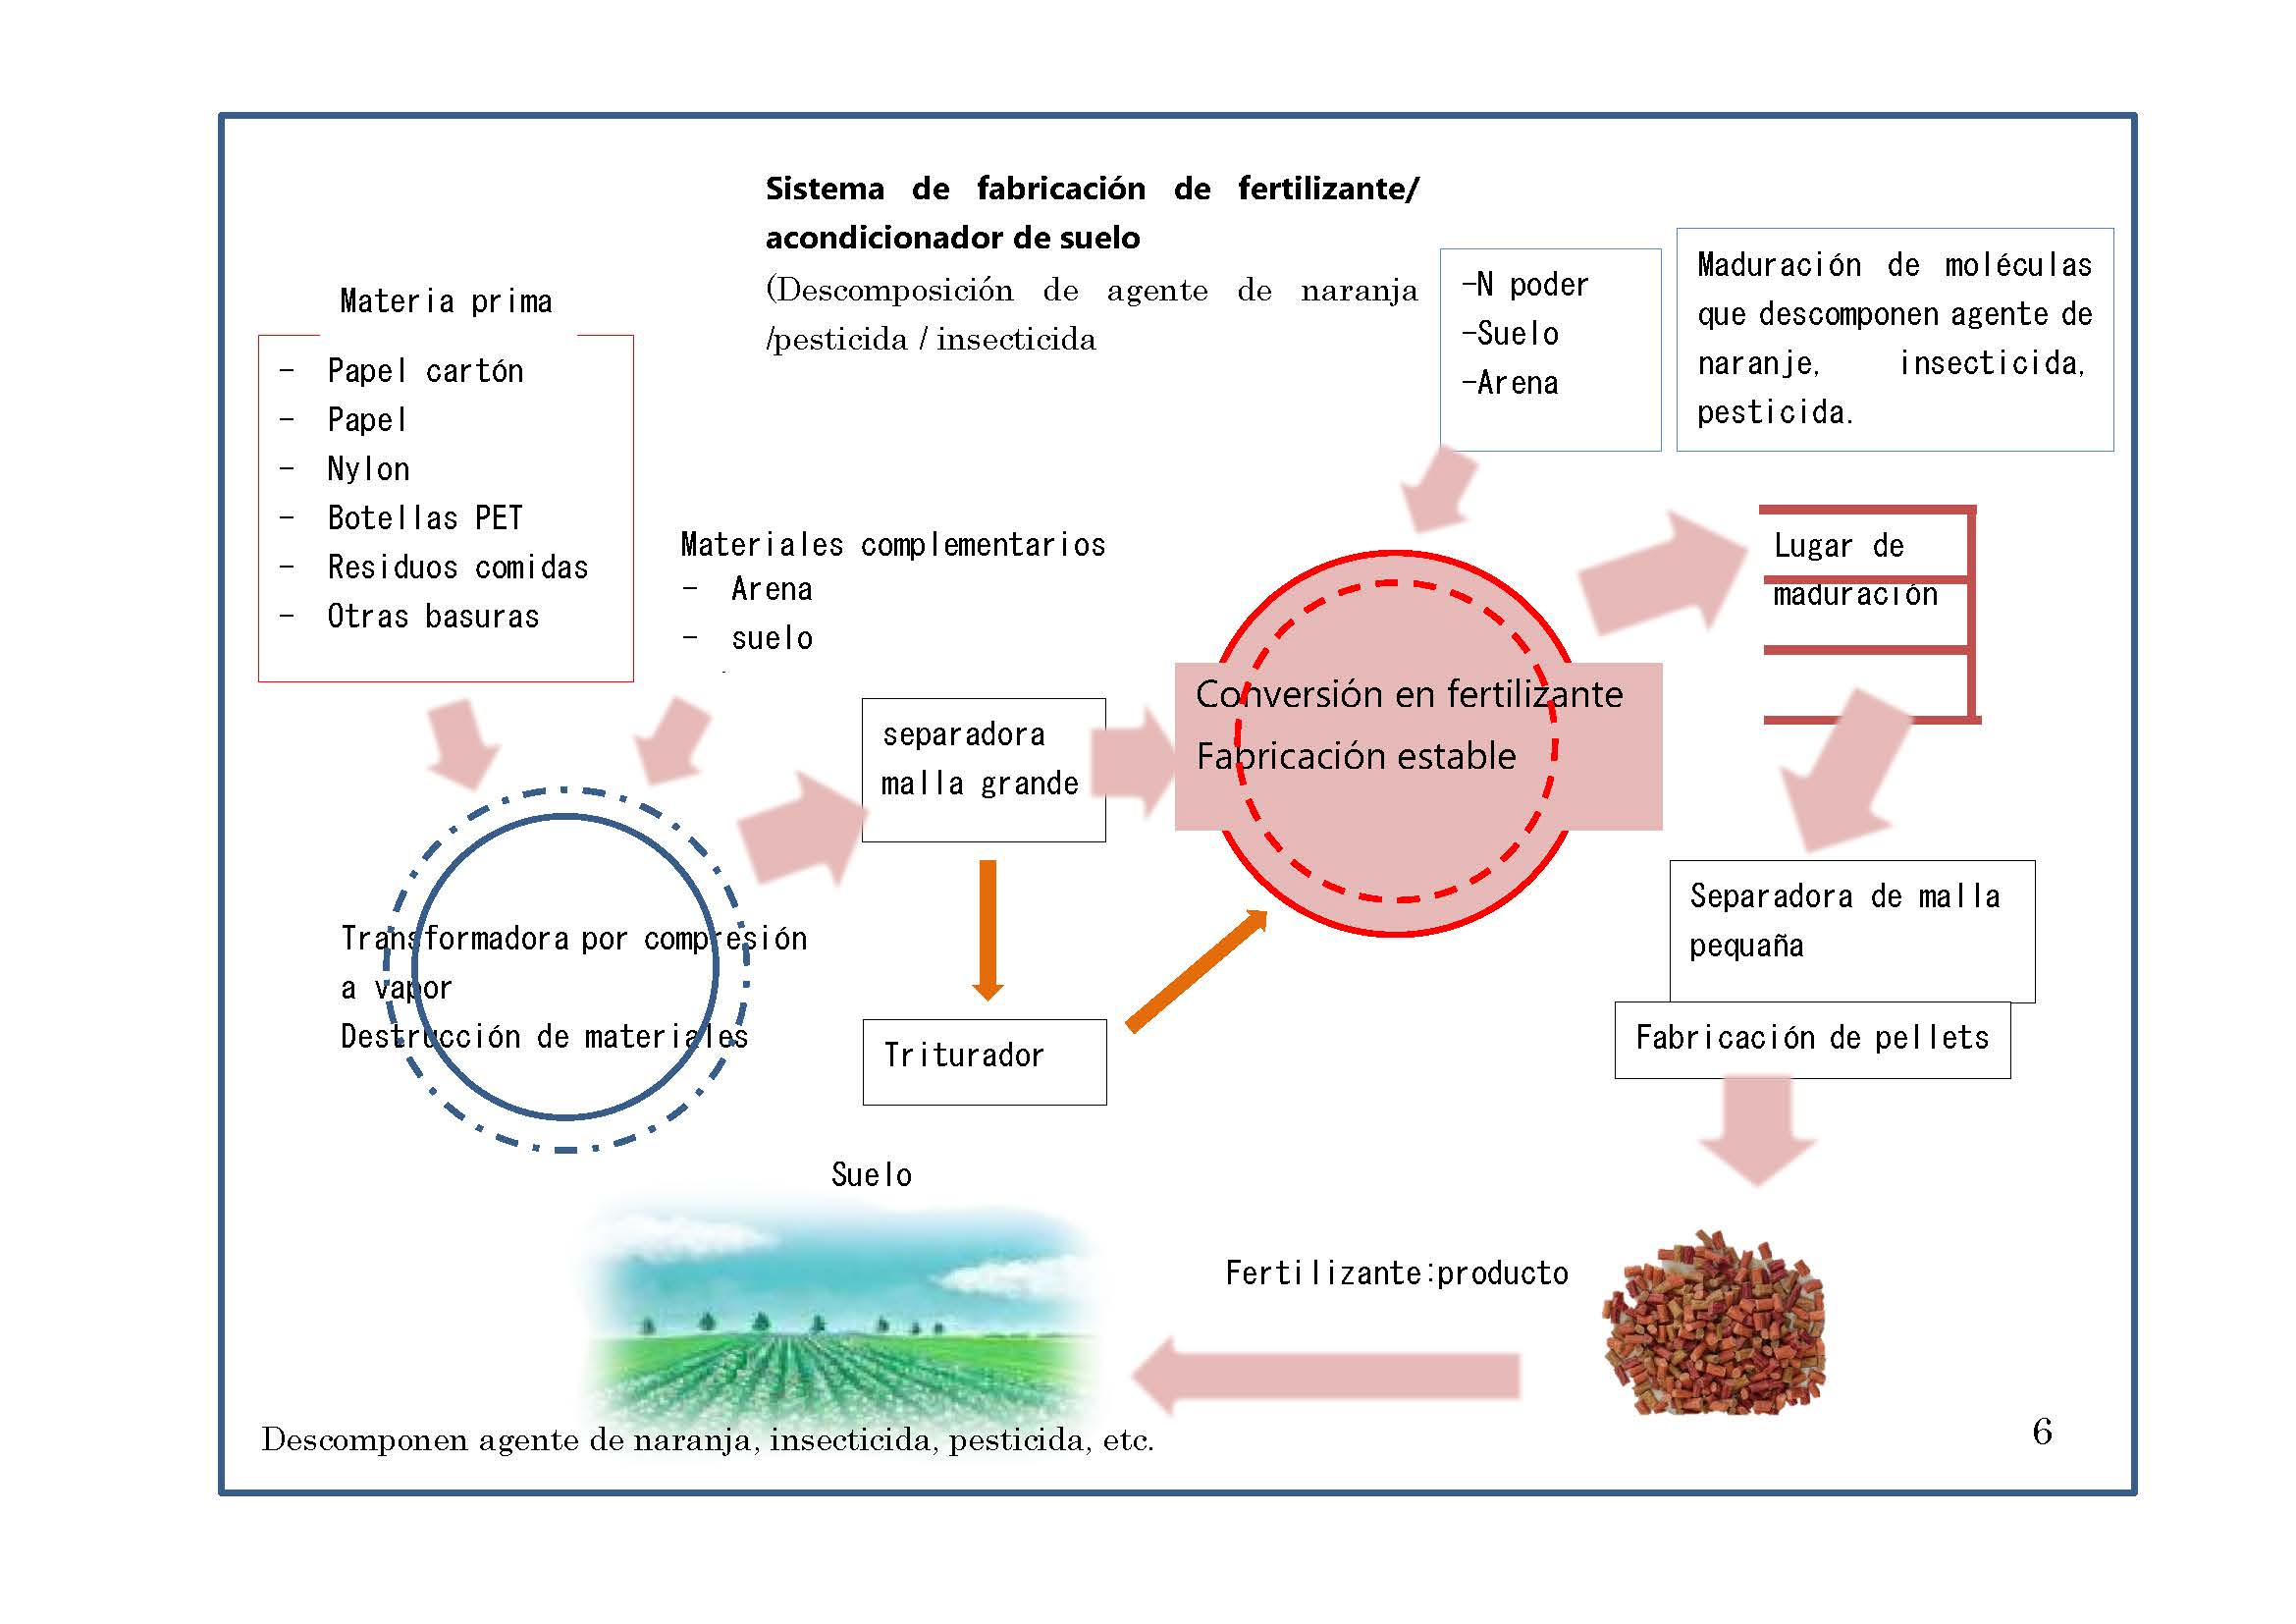 Sistema de fabricación de fertilizante/
acondicionador de suelo
(Descomposición de agente de naranja
/pesticida / insecticida
Materia prima
- Papel cartón
- Papel
- Nylon
- Botellas PET
- Residuos comidas
- Otras basuras
Materiales complementarios
- Arena
- suelo
-N poder
-Suelo
-Arena
Maduración de moléculas
que descomponen agente de
naranje, insecticida,
pesticida.
Lugar de
maduración
separadora
malla grande
Conversión en fertilizante
Fabricación estable
Transformadora por compresión
a vapor
Destrucción de materiales
Triturador
Separadora de malla
pequaña
Fabricación de pellets
Suelo
Fertilizante:producto
Descomponen agente de naranja, insecticida, pesticida, etc.
6